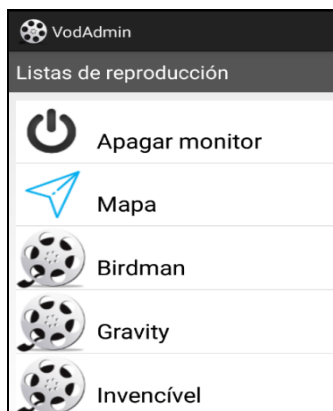 VodAdmin
Listas de reproducción
Apagar monitor
Mapa
Birdman
Gravity
Invencível